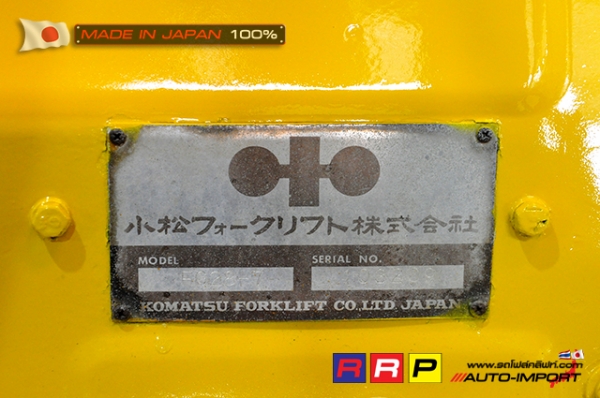 MADE IN JAPAN 100%
小松フォークリフト株式会社
MODEL SERIAL NO.
KOMATSU FORKLIFT CO.,LTD JAPAN
RRP
www.รถโฟล์คลิฟท์.com
///AUTO-IMPORT